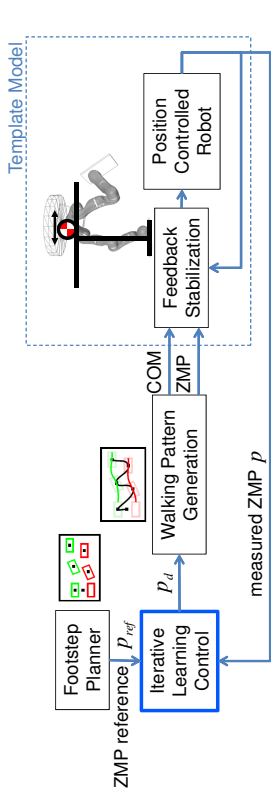 Template Model
Footstep
Planner
ZMP reference
p_ref
Iterative
Learning
Control
p_d
Walking Pattern
Generation
COM
ZMP
Feedback
Stabilization
Position
Controlled
Robot
measured ZMP p